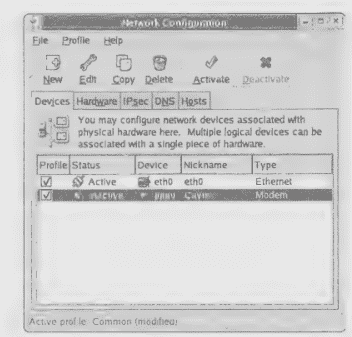 Network Configuration
File Profile Help
New Edit Copy Delete Activate Deactivate
Devices Hardware IPsec DNS Hosts
You may configure network devices associated with
physical hardware here. Multiple logical devices can be
associated with a single piece of hardware.
Profile Status Device Nickname Type
Active eth0 eth0 Ethernet
Modem
Active profile: Common (modified)